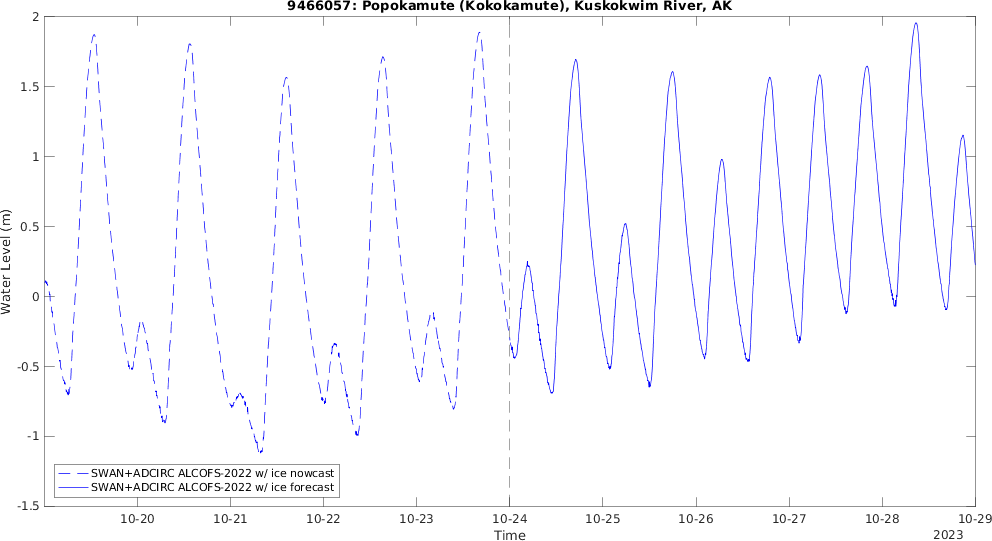 9466057: Popokamute (Kokokamute), Kuskokwim River, AK
Water Level (m)
2
1.5
1
0.5
0
-0.5
-1
-1.5
SWAN+ADCIRC ALCOFS-2022 w/ ice nowcast
SWAN+ADCIRC ALCOFS-2022 w/ ice forecast
10-20 10-21 10-22 10-23 10-24 10-25 10-26 10-27 10-28 10-29
Time
2023